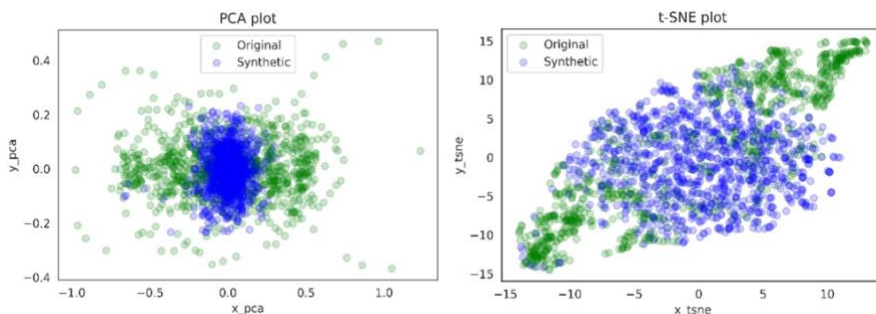 PCA plot
Original
Synthetic
0.4
0.2
0.0
−0.2
−0.4
y_pca
−1.0 −0.5 0.0 0.5 1.0
x_pca
t-SNE plot
Original
Synthetic
15
10
5
0
−5
−10
−15
y_tsne
−15 −10 −5 0 5 10
x_tsne